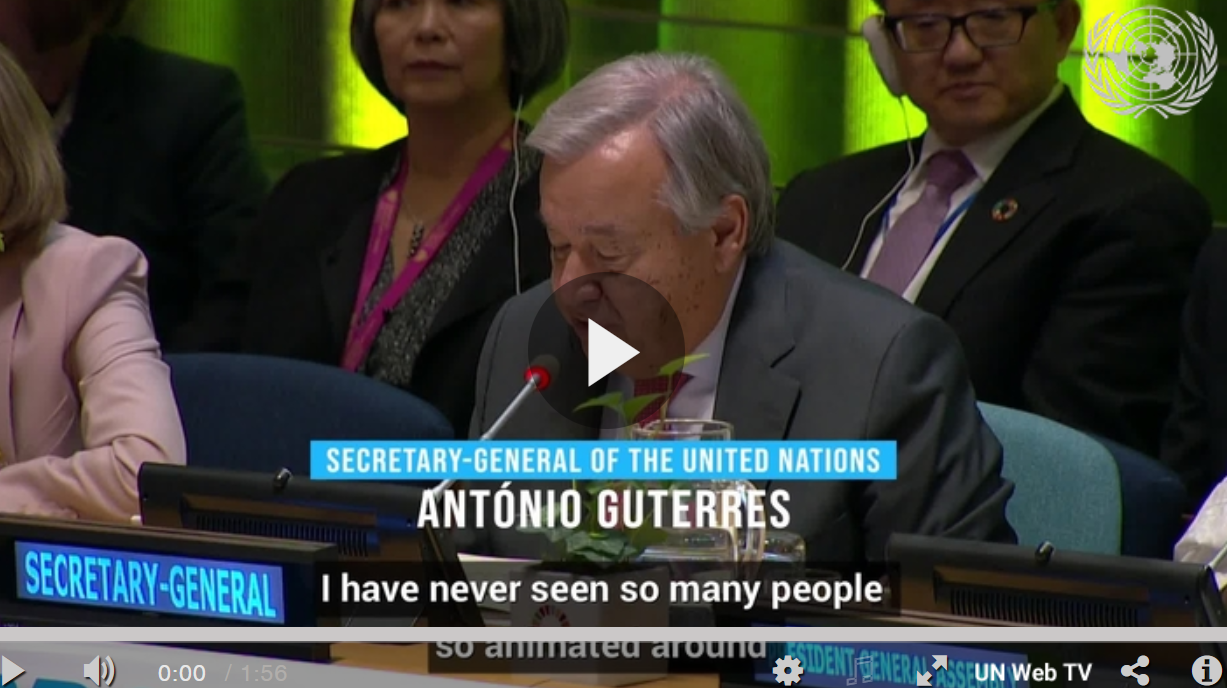 SECRETARY-GENERAL OF THE UNITED NATIONS
ANTÓNIO GUTERRES
SECRETARY-GENERAL
I have never seen so many people
so animated around
0:00 / 1:56
UN Web TV